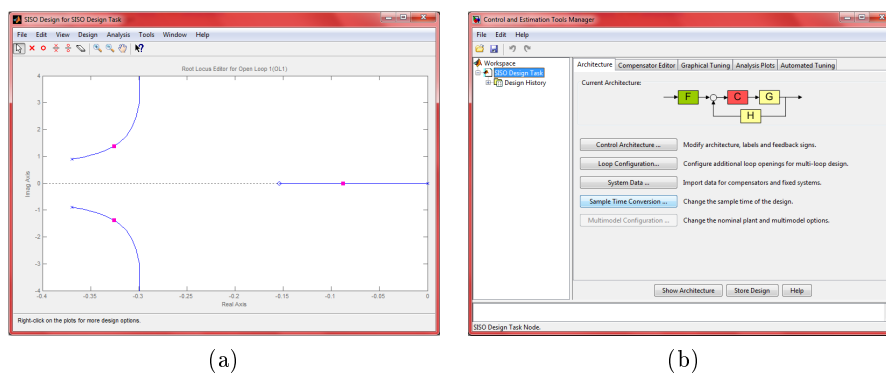 SISO Design for SISO Design Task
File Edit View Design Analysis Tools Window Help
Root Locus Editor for Open Loop 1(OL1)
4
3
2
1
0
-1
-2
-3
-4
Imag Axis
-0.4 -0.35 -0.3 -0.25 -0.2 -0.15 -0.1 -0.05 0
Real Axis
Right-click on the plots for more design options.
(a)
Control and Estimation Tools Manager
File Edit Help
Workspace
SISO Design Task
Design History
Architecture Compensator Editor Graphical Tuning Analysis Plots Automated Tuning
Current Architecture:
F C G
H
Control Architecture ... Modify architecture, labels and feedback signs.
Loop Configuration... Configure additional loop openings for multi-loop design.
System Data ... Import data for compensators and fixed systems.
Sample Time Conversion ... Change the sample time of the design.
Multimodel Configuration ... Change the nominal plant and multimodel options.
Show Architecture Store Design Help
SISO Design Task Node.
(b)